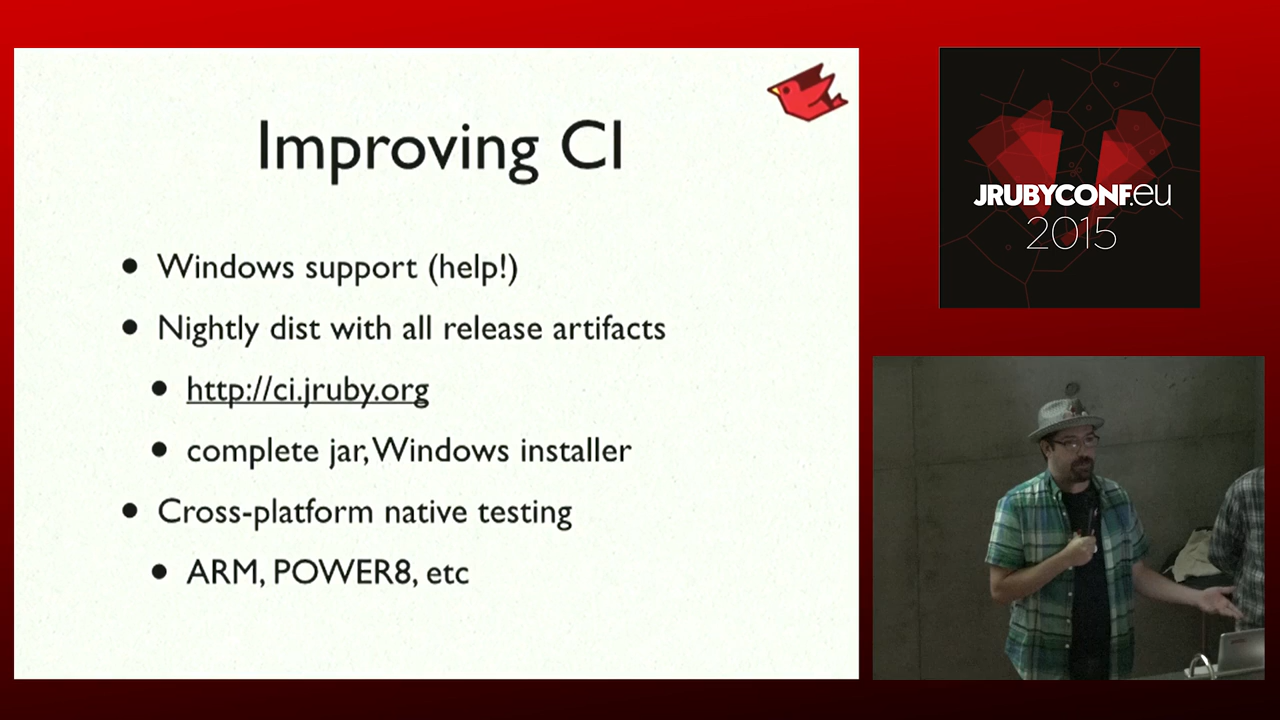 Improving CI
Windows support (help!)
Nightly dist with all release artifacts
http://ci.jruby.org
complete jar, Windows installer
Cross-platform native testing
ARM, POWER8, etc
JRUBYCONF.eu
2015